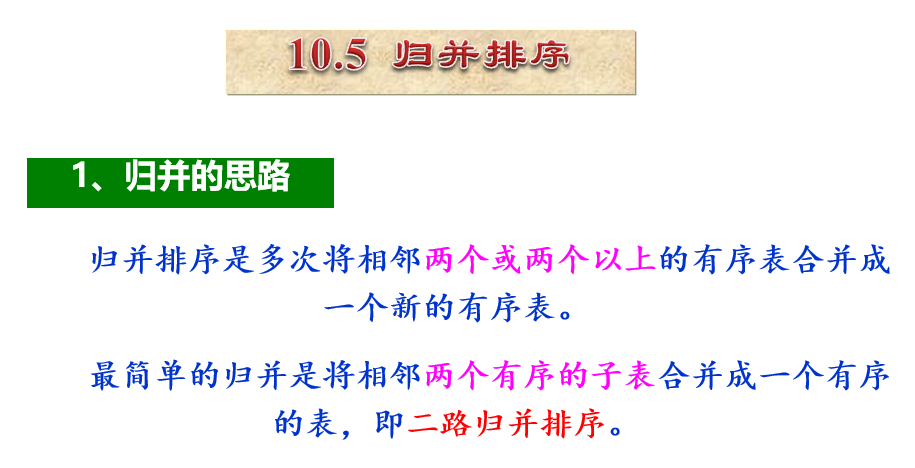 10.5 归并排序
1、归并的思路
归并排序是多次将相邻两个或两个以上的有序表合并成
一个新的有序表。
最简单的归并是将相邻两个有序的子表合并成一个有序
的表，即二路归并排序。